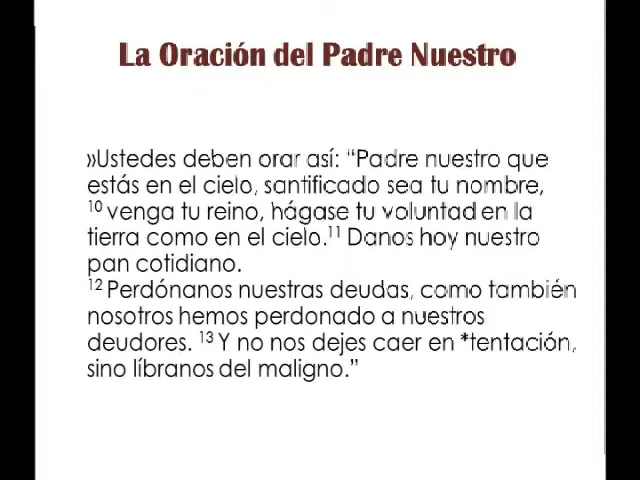 La Oración del Padre Nuestro
»Ustedes deben orar así: “Padre nuestro que
estás en el cielo, santificado sea tu nombre,
10 venga tu reino, hágase tu voluntad en la
tierra como en el cielo.11 Danos hoy nuestro
pan cotidiano.
12 Perdónanos nuestras deudas, como también
nosotros hemos perdonado a nuestros
deudores. 13 Y no nos dejes caer en *tentación,
sino líbranos del maligno.”